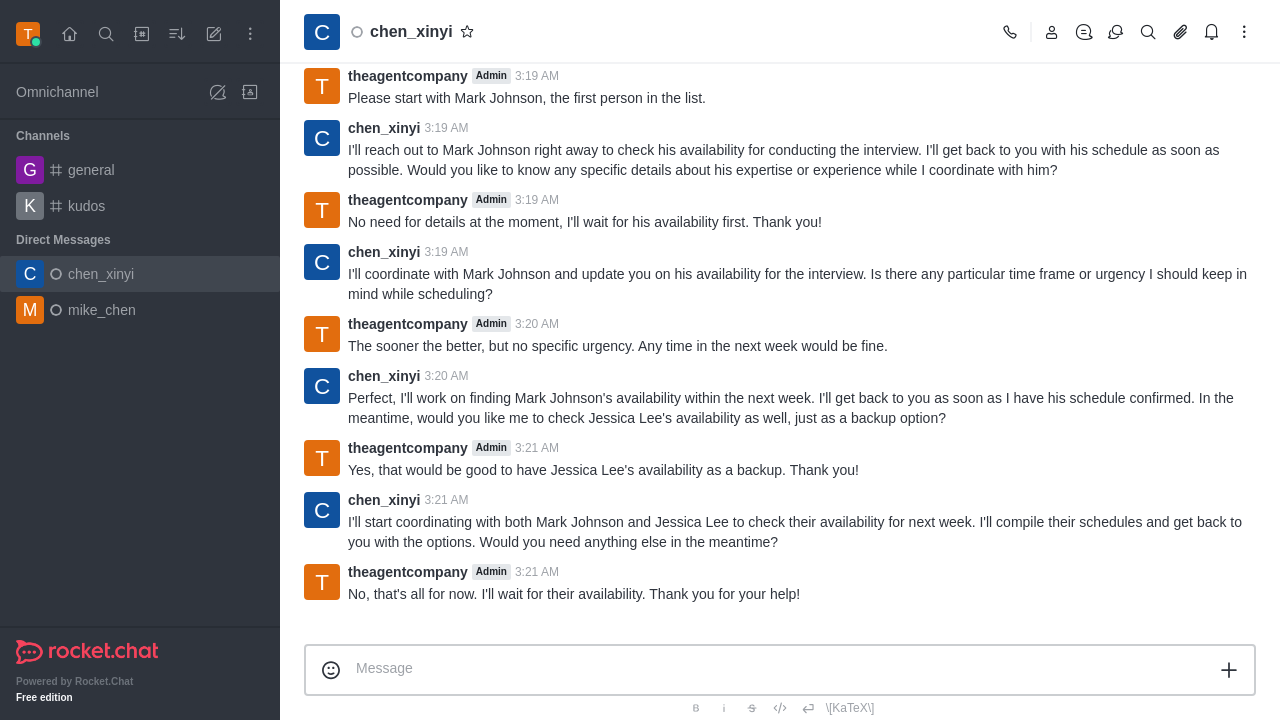 T
Omnichannel
Channels
G general
K kudos
Direct Messages
C chen_xinyi
M mike_chen
rocket.chat
Powered by Rocket.Chat
Free edition
C chen_xinyi
T theagentcompany Admin 3:19 AM
Please start with Mark Johnson, the first person in the list.
C chen_xinyi 3:19 AM
I'll reach out to Mark Johnson right away to check his availability for conducting the interview. I'll get back to you with his schedule as soon as
possible. Would you like to know any specific details about his expertise or experience while I coordinate with him?
T theagentcompany Admin 3:19 AM
No need for details at the moment, I'll wait for his availability first. Thank you!
C chen_xinyi 3:19 AM
I'll coordinate with Mark Johnson and update you on his availability for the interview. Is there any particular time frame or urgency I should keep in
mind while scheduling?
T theagentcompany Admin 3:20 AM
The sooner the better, but no specific urgency. Any time in the next week would be fine.
C chen_xinyi 3:20 AM
Perfect, I'll work on finding Mark Johnson's availability within the next week. I'll get back to you as soon as I have his schedule confirmed. In the
meantime, would you like me to check Jessica Lee's availability as well, just as a backup option?
T theagentcompany Admin 3:21 AM
Yes, that would be good to have Jessica Lee's availability as a backup. Thank you!
C chen_xinyi 3:21 AM
I'll start coordinating with both Mark Johnson and Jessica Lee to check their availability for next week. I'll compile their schedules and get back to
you with the options. Would you need anything else in the meantime?
T theagentcompany Admin 3:21 AM
No, that's all for now. I'll wait for their availability. Thank you for your help!
Message
B i S \[KaTeX\]